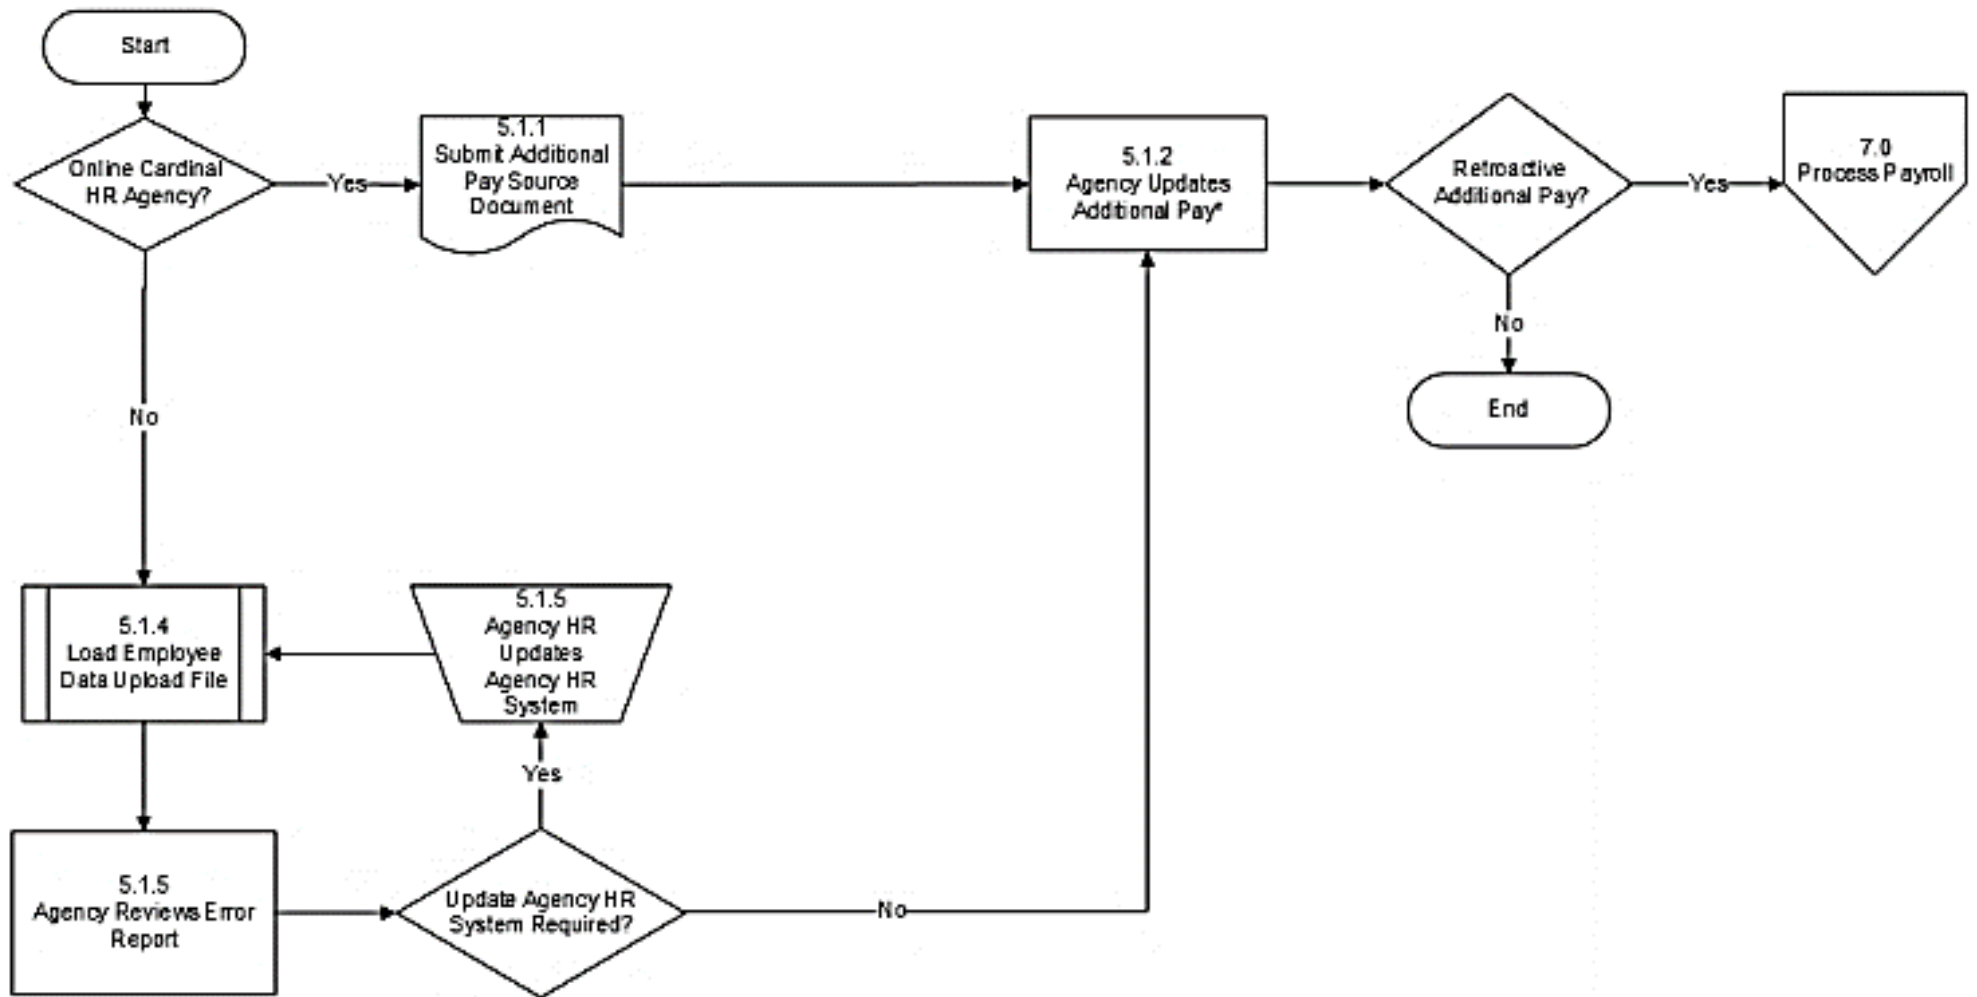 Start
Online Cardinal
HR Agency?
Yes
5.1.1
Submit Additional
Pay Source
Document
5.1.2
Agency Updates
Additional Pay*
Retroactive
Additional Pay?
Yes
7.0
Process Payroll
No
End
No
5.1.4
Load Employee
Data Upload File
5.1.5
Agency HR
Updates
Agency HR
System
Yes
5.1.5
Agency Reviews Error
Report
Update Agency HR
System Required?
No